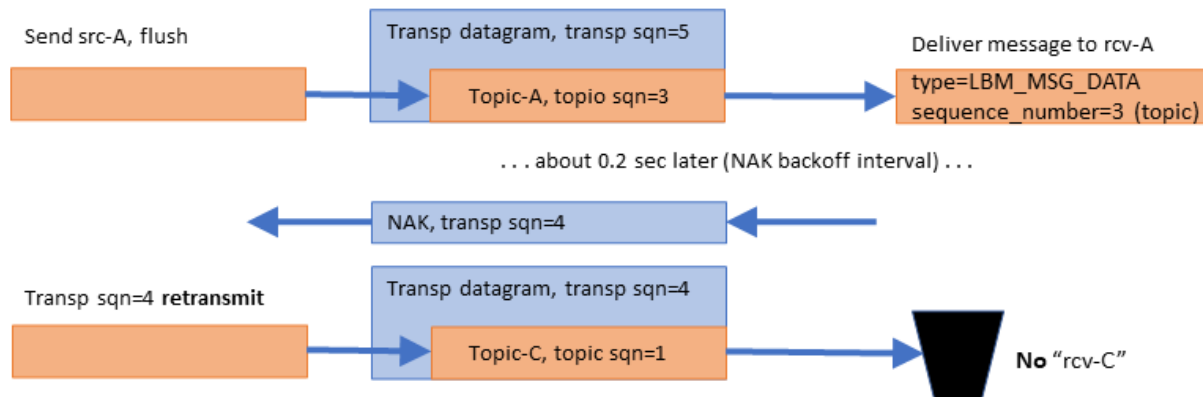 Send src-A, flush
Transp datagram, transp sqn=5
Topic-A, topio sqn=3
Deliver message to rcv-A
type=LBM_MSG_DATA
sequence_number=3 (topic)
. . . about 0.2 sec later (NAK backoff interval) . . .
NAK, transp sqn=4
Transp sqn=4 retransmit
Transp datagram, transp sqn=4
Topic-C, topic sqn=1
No “rcv-C”